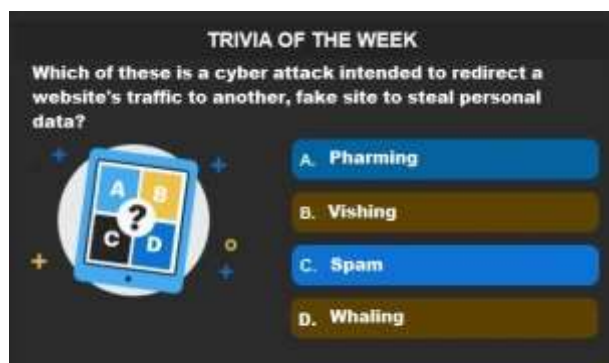 TRIVIA OF THE WEEK
Which of these is a cyber attack intended to redirect a
website's traffic to another, fake site to steal personal
data?
A B
?
C D
A. Pharming
B. Vishing
C. Spam
D. Whaling